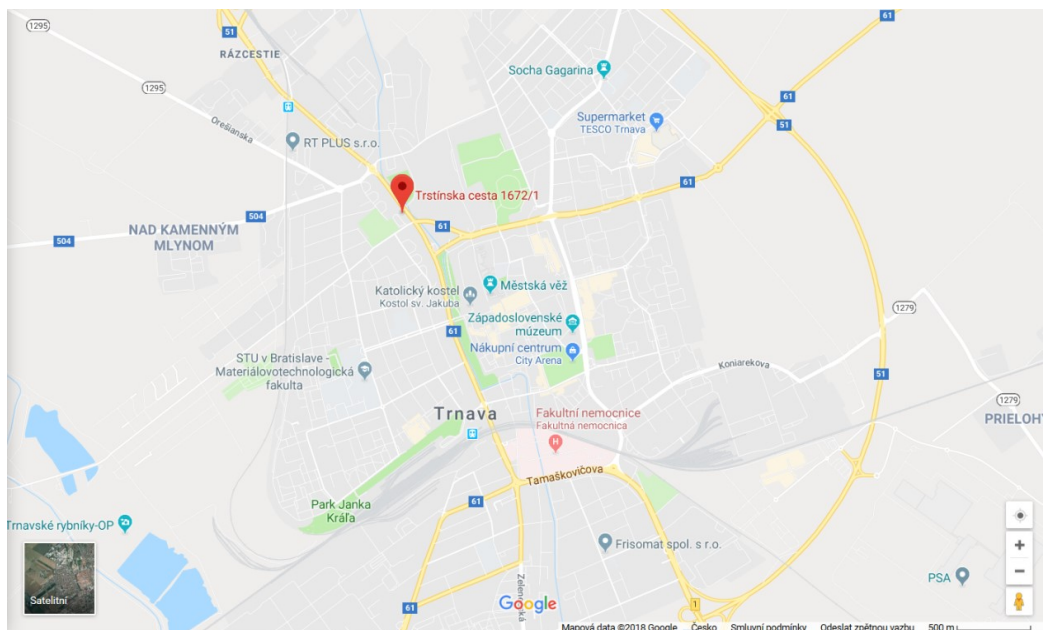 1295
51
RÁZCESTIE
Socha Gagarina
61
1295
Orešianska
Supermarket
TESCO Trnava
51
RT PLUS s.r.o.
61
Trstínska cesta 1672/1
504
61
504
NAD KAMENNÝM
MLYNOM
Městská věž
Katolický kostel
Kostol sv. Jakuba
1279
Západoslovenské
múzeum
61
Nákupní centrum
City Arena
STU v Bratislave -
Materiálovotechnologická
fakulta
Koniarekova
51
1279
Trnava
Fakultní nemocnice
Fakultná nemocnica
PRIELOHY
H
Tamaškovičova
61
Park Janka
Kráľa
Trnavské rybníky-OP
Frisomat spol. s r.o.
PSA
Satelitní
Google
61
1
Mapová data ©2018 Google Česko Smluvní podmínky Odeslat zpětnou vazbu 500 m